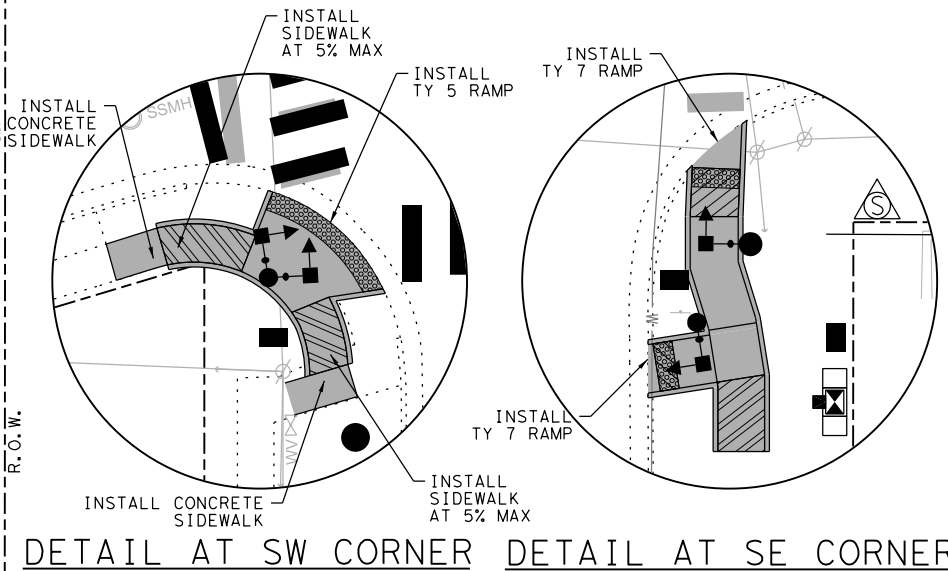 INSTALL
SIDEWALK
AT 5% MAX
INSTALL
TY 5 RAMP
INSTALL
CONCRETE
SIDEWALK
SSMH
INSTALL
TY 7 RAMP
S
R.O.W.
WV
INSTALL CONCRETE
SIDEWALK
INSTALL
SIDEWALK
AT 5% MAX
W
INSTALL
TY 7 RAMP
DETAIL AT SW CORNER
DETAIL AT SE CORNER